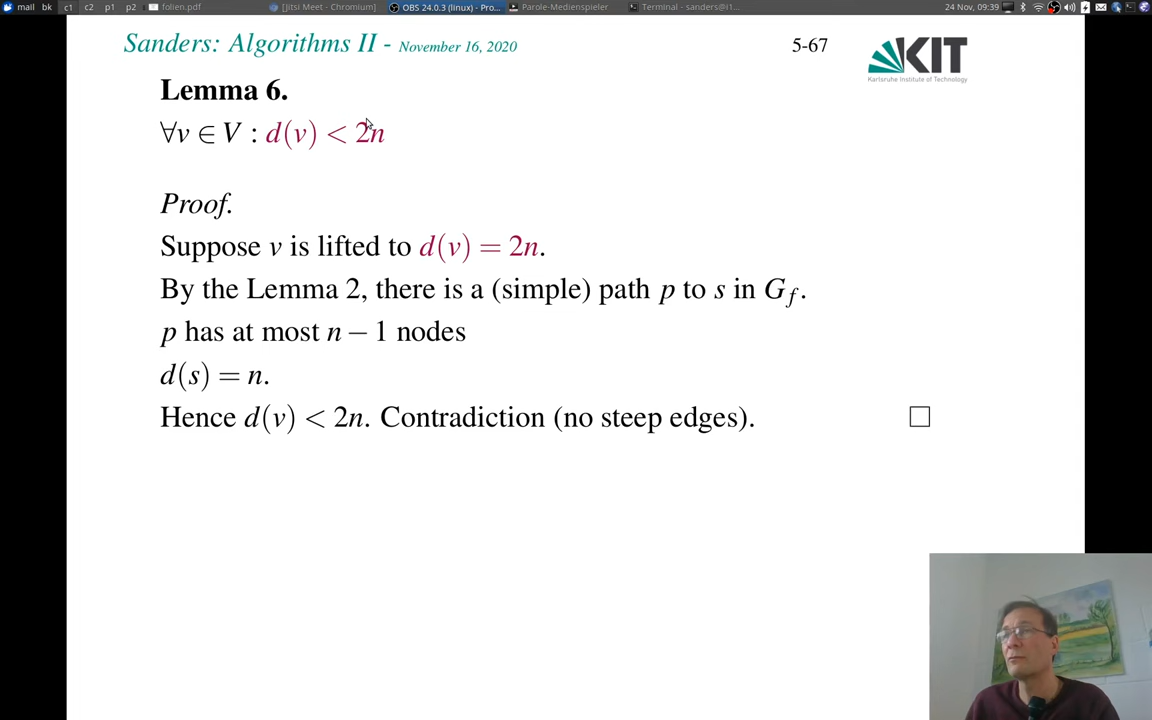 mail bk c1 c2 p1 p2 folien.pdf [Jitsi Meet - Chromium] OBS 24.0.3 (linux) - Pro... Parole-Medienspieler Terminal - sanders@i1... 24 Nov, 09:39
Sanders: Algorithms II - November 16, 2020 5-67 KIT
Karlsruhe Institute of Technology
Lemma 6.
∀v ∈ V : d(v) < 2n
Proof.
Suppose v is lifted to d(v) = 2n.
By the Lemma 2, there is a (simple) path p to s in G_f.
p has at most n − 1 nodes
d(s) = n.
Hence d(v) < 2n. Contradiction (no steep edges). □